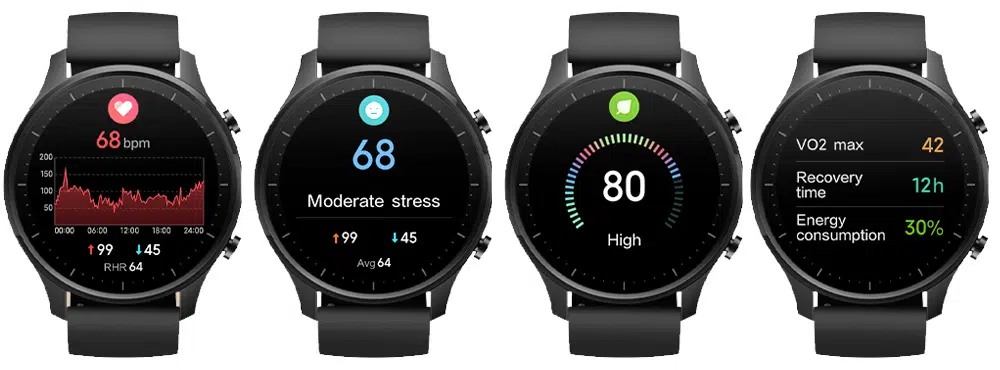 68 bpm
200
150
100
50
00:00 06:00 12:00 18:00 24:00
↑99 ↓45
RHR 64
68
Moderate stress
↑99 ↓45
Avg 64
80
High
VO2 max 42
Recovery
time 12h
Energy
consumption 30%